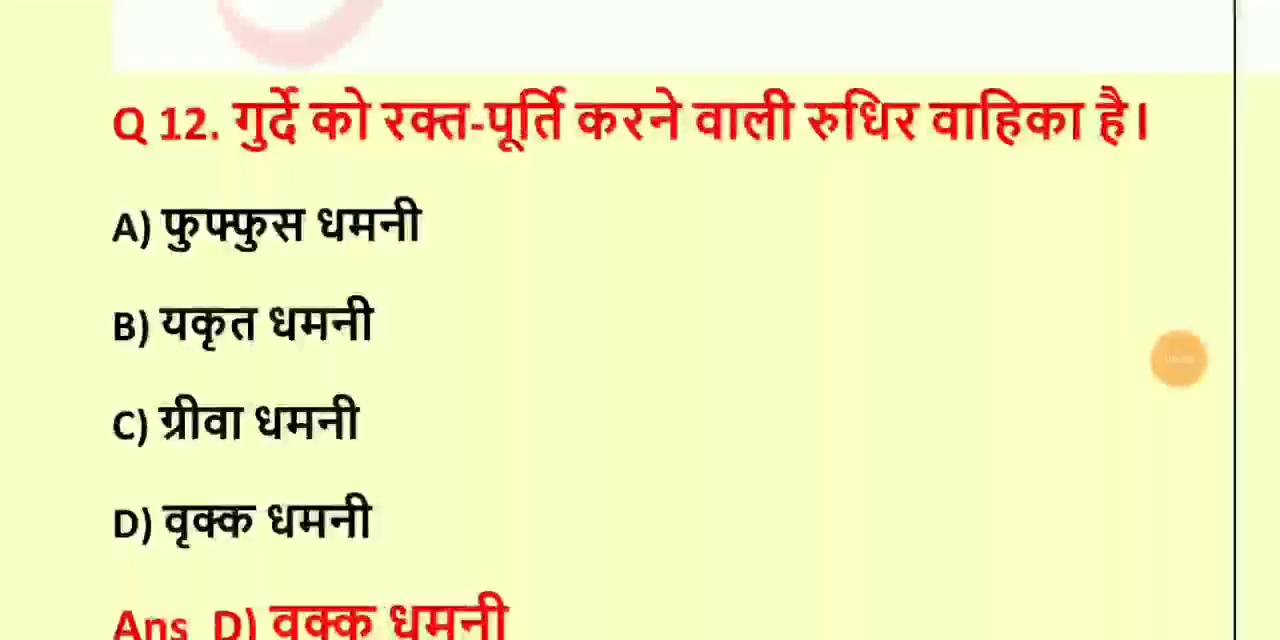 Q 12. गुर्दे को रक्त-पूर्ति करने वाली रुधिर वाहिका है।
A) फुफ्फुस धमनी
B) यकृत धमनी
C) ग्रीवा धमनी
D) वृक्क धमनी
Ans D) वृक्क धमनी